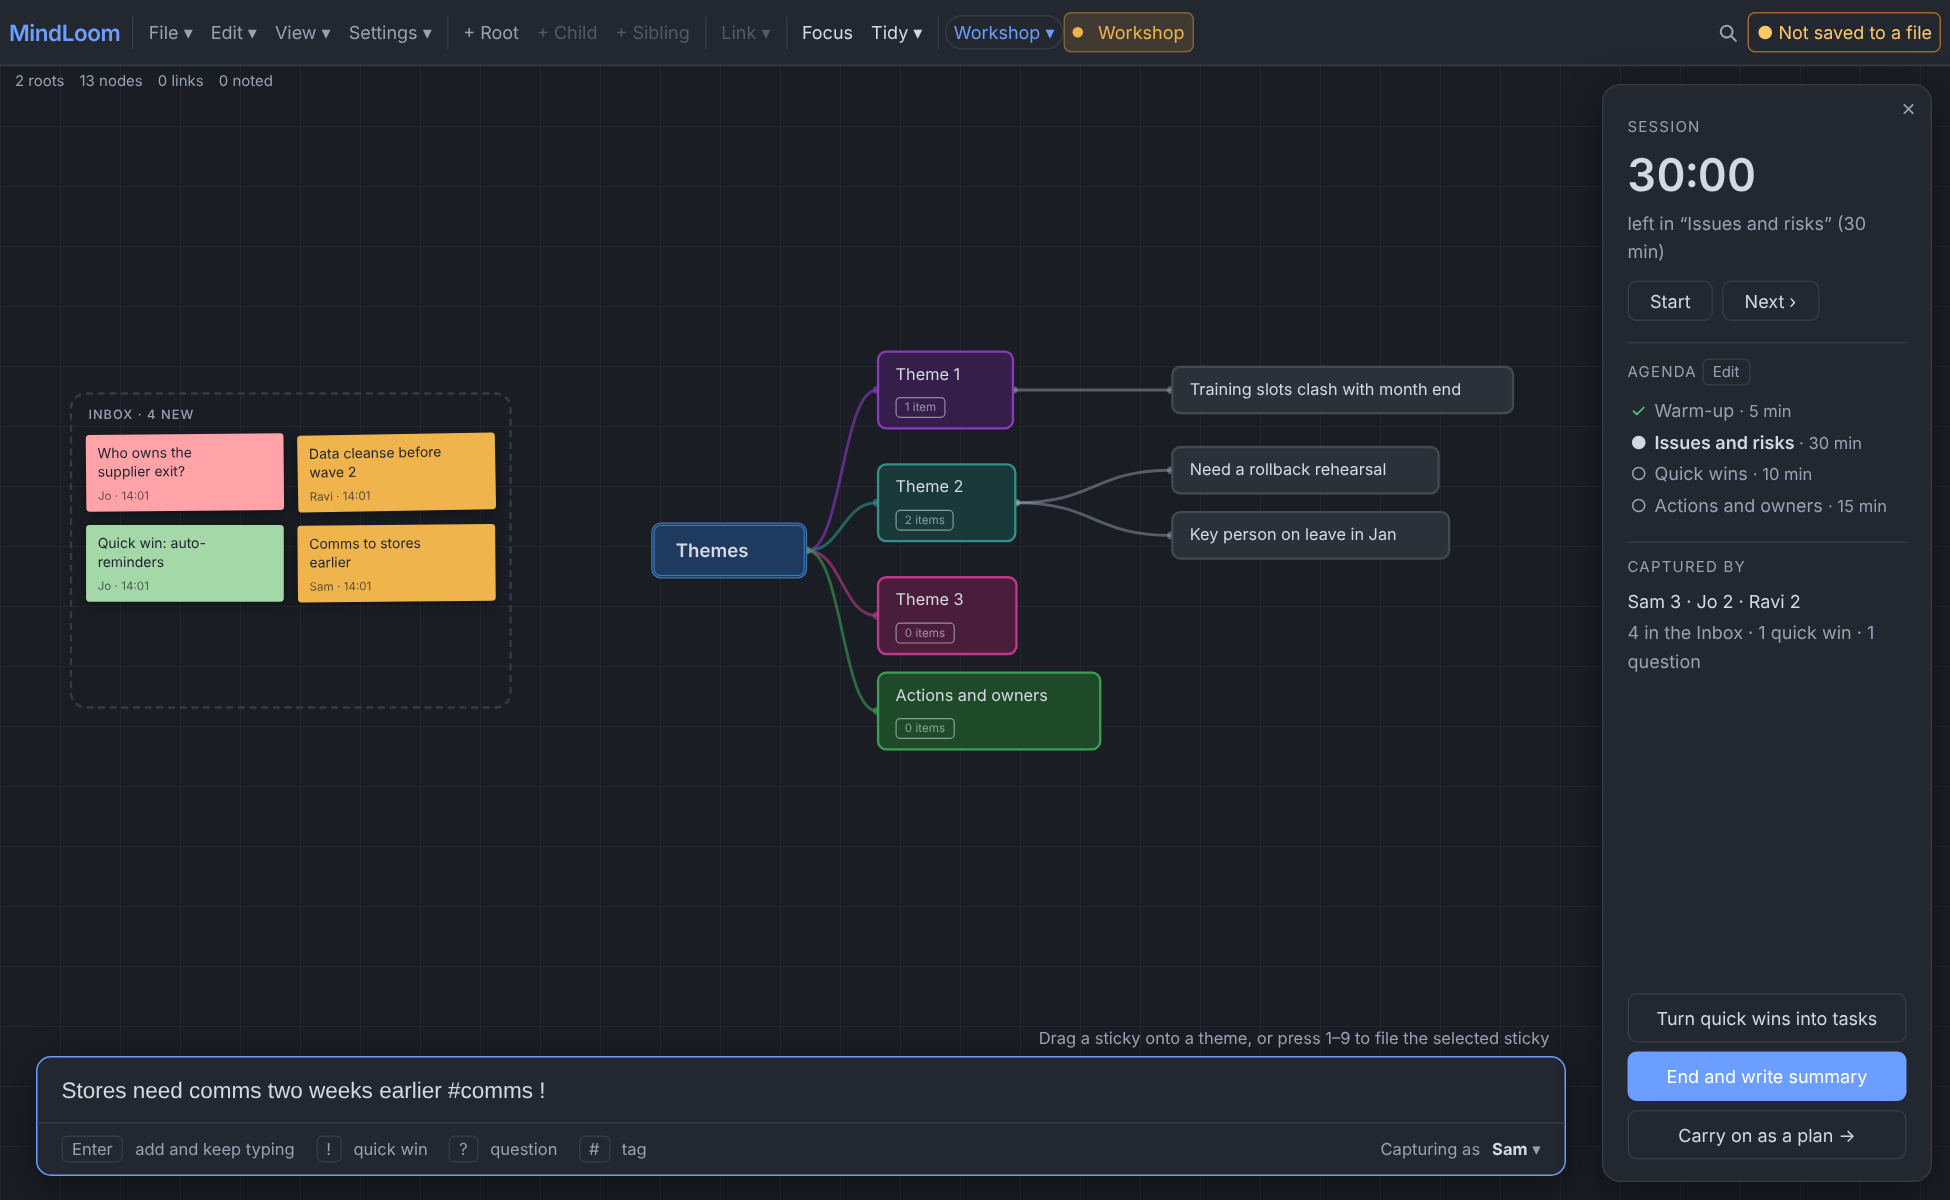 MindLoom File ▾ Edit ▾ View ▾ Settings ▾ + Root + Child + Sibling Link ▾ Focus Tidy ▾ Workshop ▾ Workshop Not saved to a file
2 roots 13 nodes 0 links 0 noted
INBOX · 4 NEW
Who owns the
supplier exit?
Jo · 14:01
Data cleanse before
wave 2
Ravi · 14:01
Quick win: auto-
reminders
Jo · 14:01
Comms to stores
earlier
Sam · 14:01
Themes
Theme 1
1 item
Training slots clash with month end
Theme 2
2 items
Need a rollback rehearsal
Key person on leave in Jan
Theme 3
0 items
Actions and owners
0 items
Drag a sticky onto a theme, or press 1–9 to file the selected sticky
Stores need comms two weeks earlier #comms !
Enter add and keep typing ! quick win ? question # tag Capturing as Sam ▾
×
SESSION
30:00
left in “Issues and risks” (30
min)
Start Next ›
AGENDA Edit
✓ Warm-up · 5 min
Issues and risks · 30 min
Quick wins · 10 min
Actions and owners · 15 min
CAPTURED BY
Sam 3 · Jo 2 · Ravi 2
4 in the Inbox · 1 quick win · 1
question
Turn quick wins into tasks
End and write summary
Carry on as a plan →